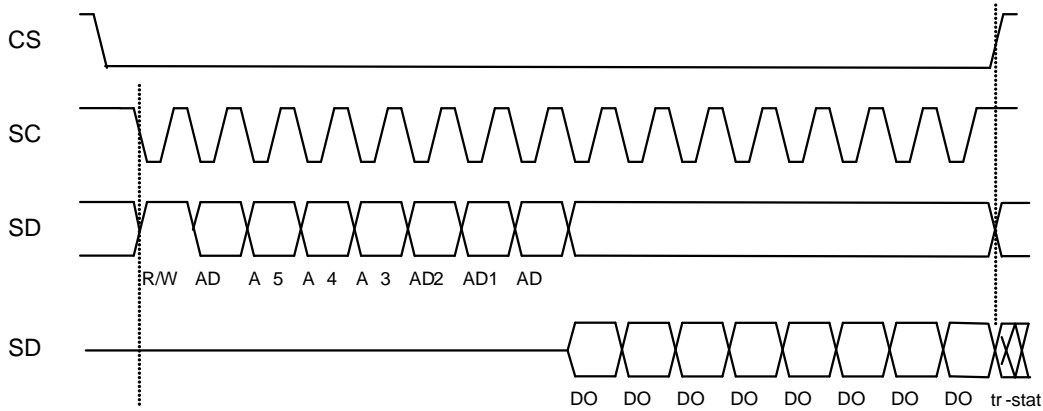 CS
SC
SD
R/W AD A 5 A 4 A 3 AD2 AD1 AD
SD
DO DO DO DO DO DO DO DO tr-stat